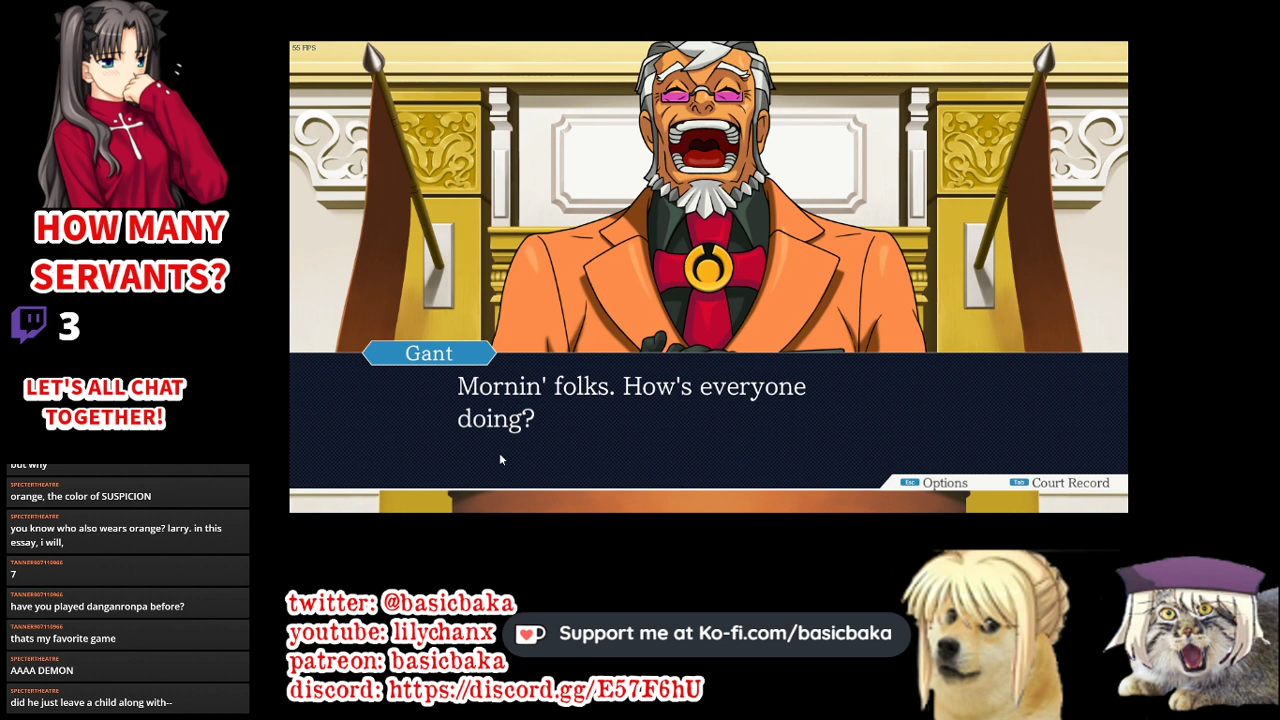 HOW MANY
SERVANTS?
3
LET'S ALL CHAT
TOGETHER!
but why
SPECTERTHEATRE
orange, the color of SUSPICION
SPECTERTHEATRE
you know who also wears orange? larry. in this
essay, i will,
TANNER987110966
7
TANNER987110966
have you played danganronpa before?
TANNER987110966
thats my favorite game
SPECTERTHEATRE
AAAA DEMON
SPECTERTHEATRE
did he just leave a child along with--
55 FPS
Gant
Mornin' folks. How's everyone
doing?
Esc Options
Tab Court Record
twitter: @basicbaka
youtube: lilychanx
patreon: basicbaka
discord: https://discord.gg/E57F6hU
Support me at Ko-fi.com/basicbaka